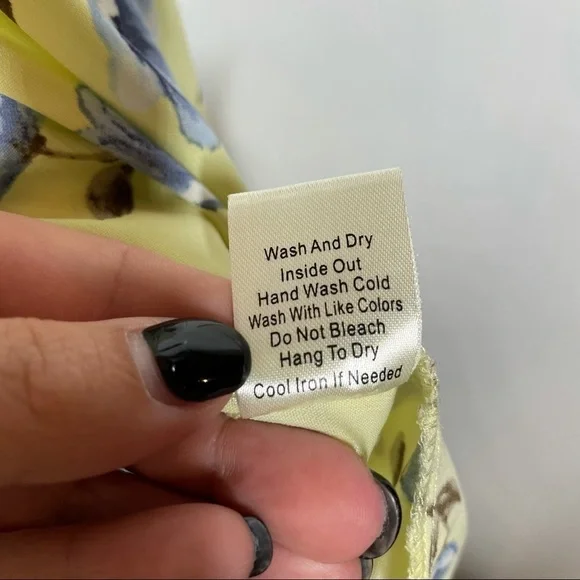 Wash And Dry
Inside Out
Hand Wash Cold
Wash With Like Colors
Do Not Bleach
Hang To Dry
Cool Iron If Needed